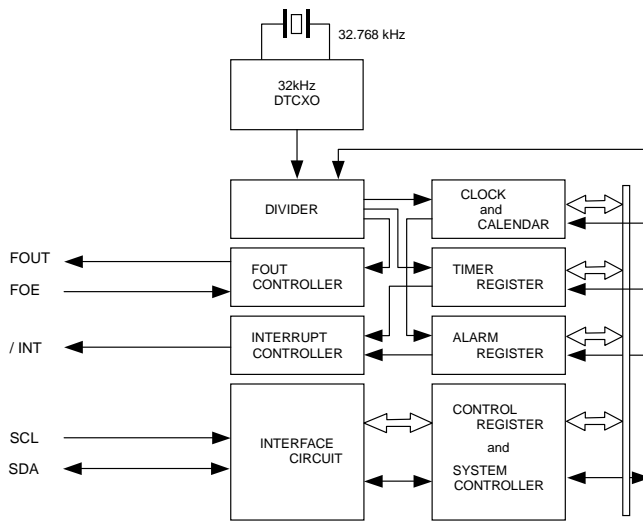 32.768 kHz
32kHz
DTCXO
DIVIDER
CLOCK
and
CALENDAR
FOUT
FOE
FOUT
CONTROLLER
TIMER
REGISTER
/ INT
INTERRUPT
CONTROLLER
ALARM
REGISTER
SCL
SDA
INTERFACE
CIRCUIT
CONTROL
REGISTER
and
SYSTEM
CONTROLLER